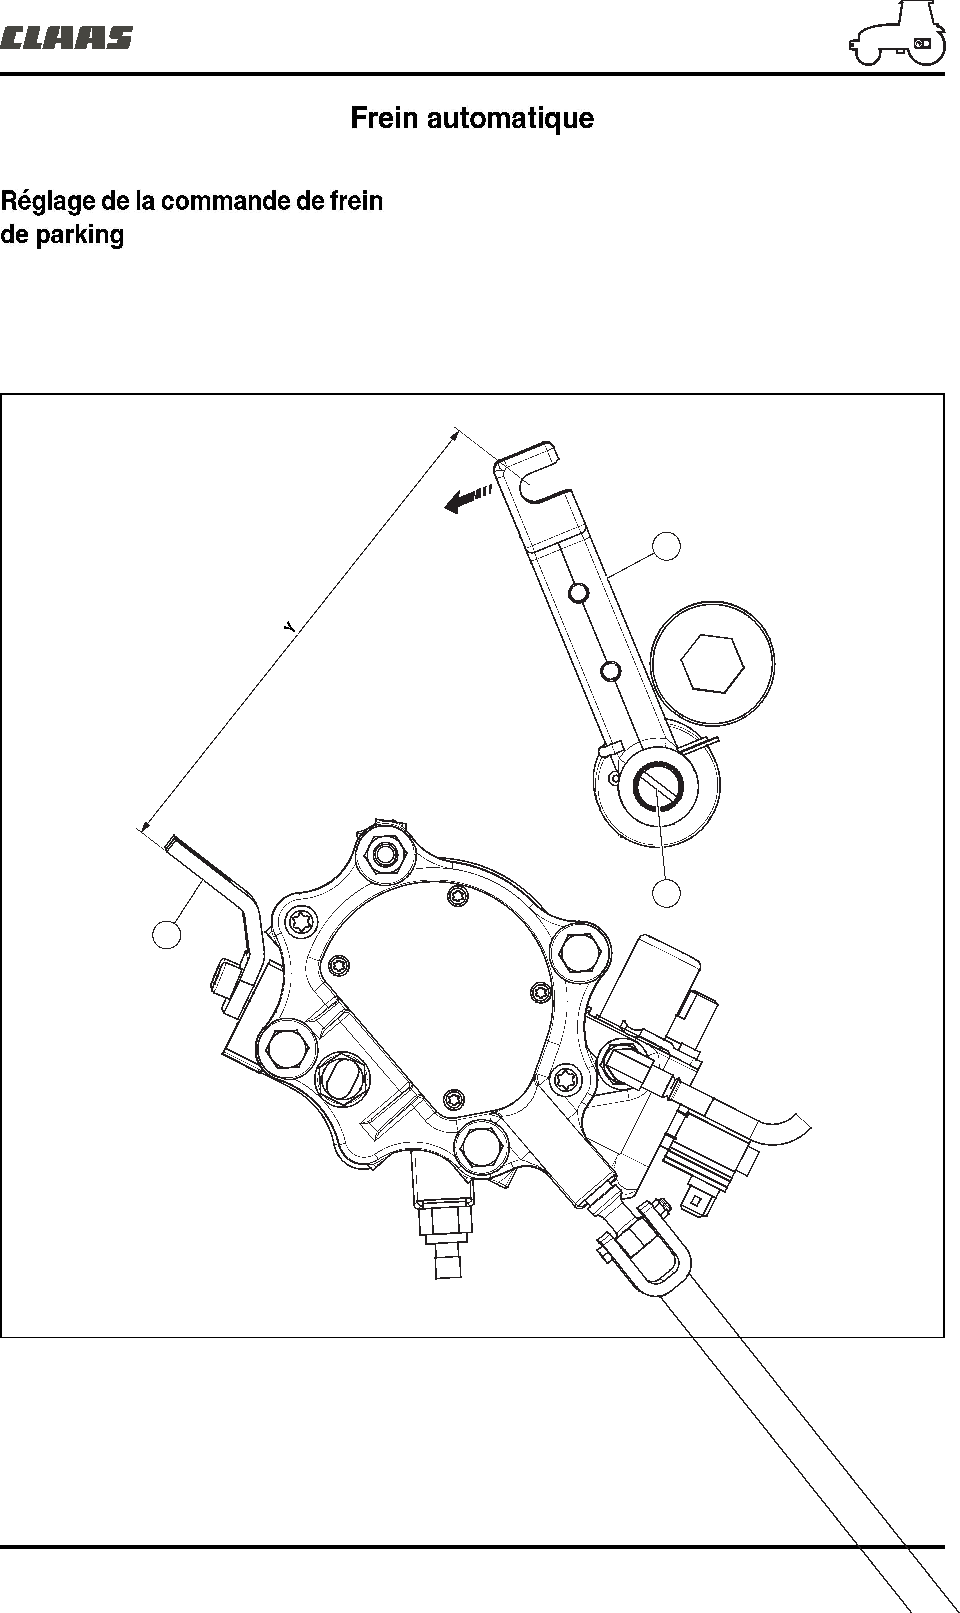 CLAAS
Frein automatique
Réglage de la commande de frein
de parking
Y